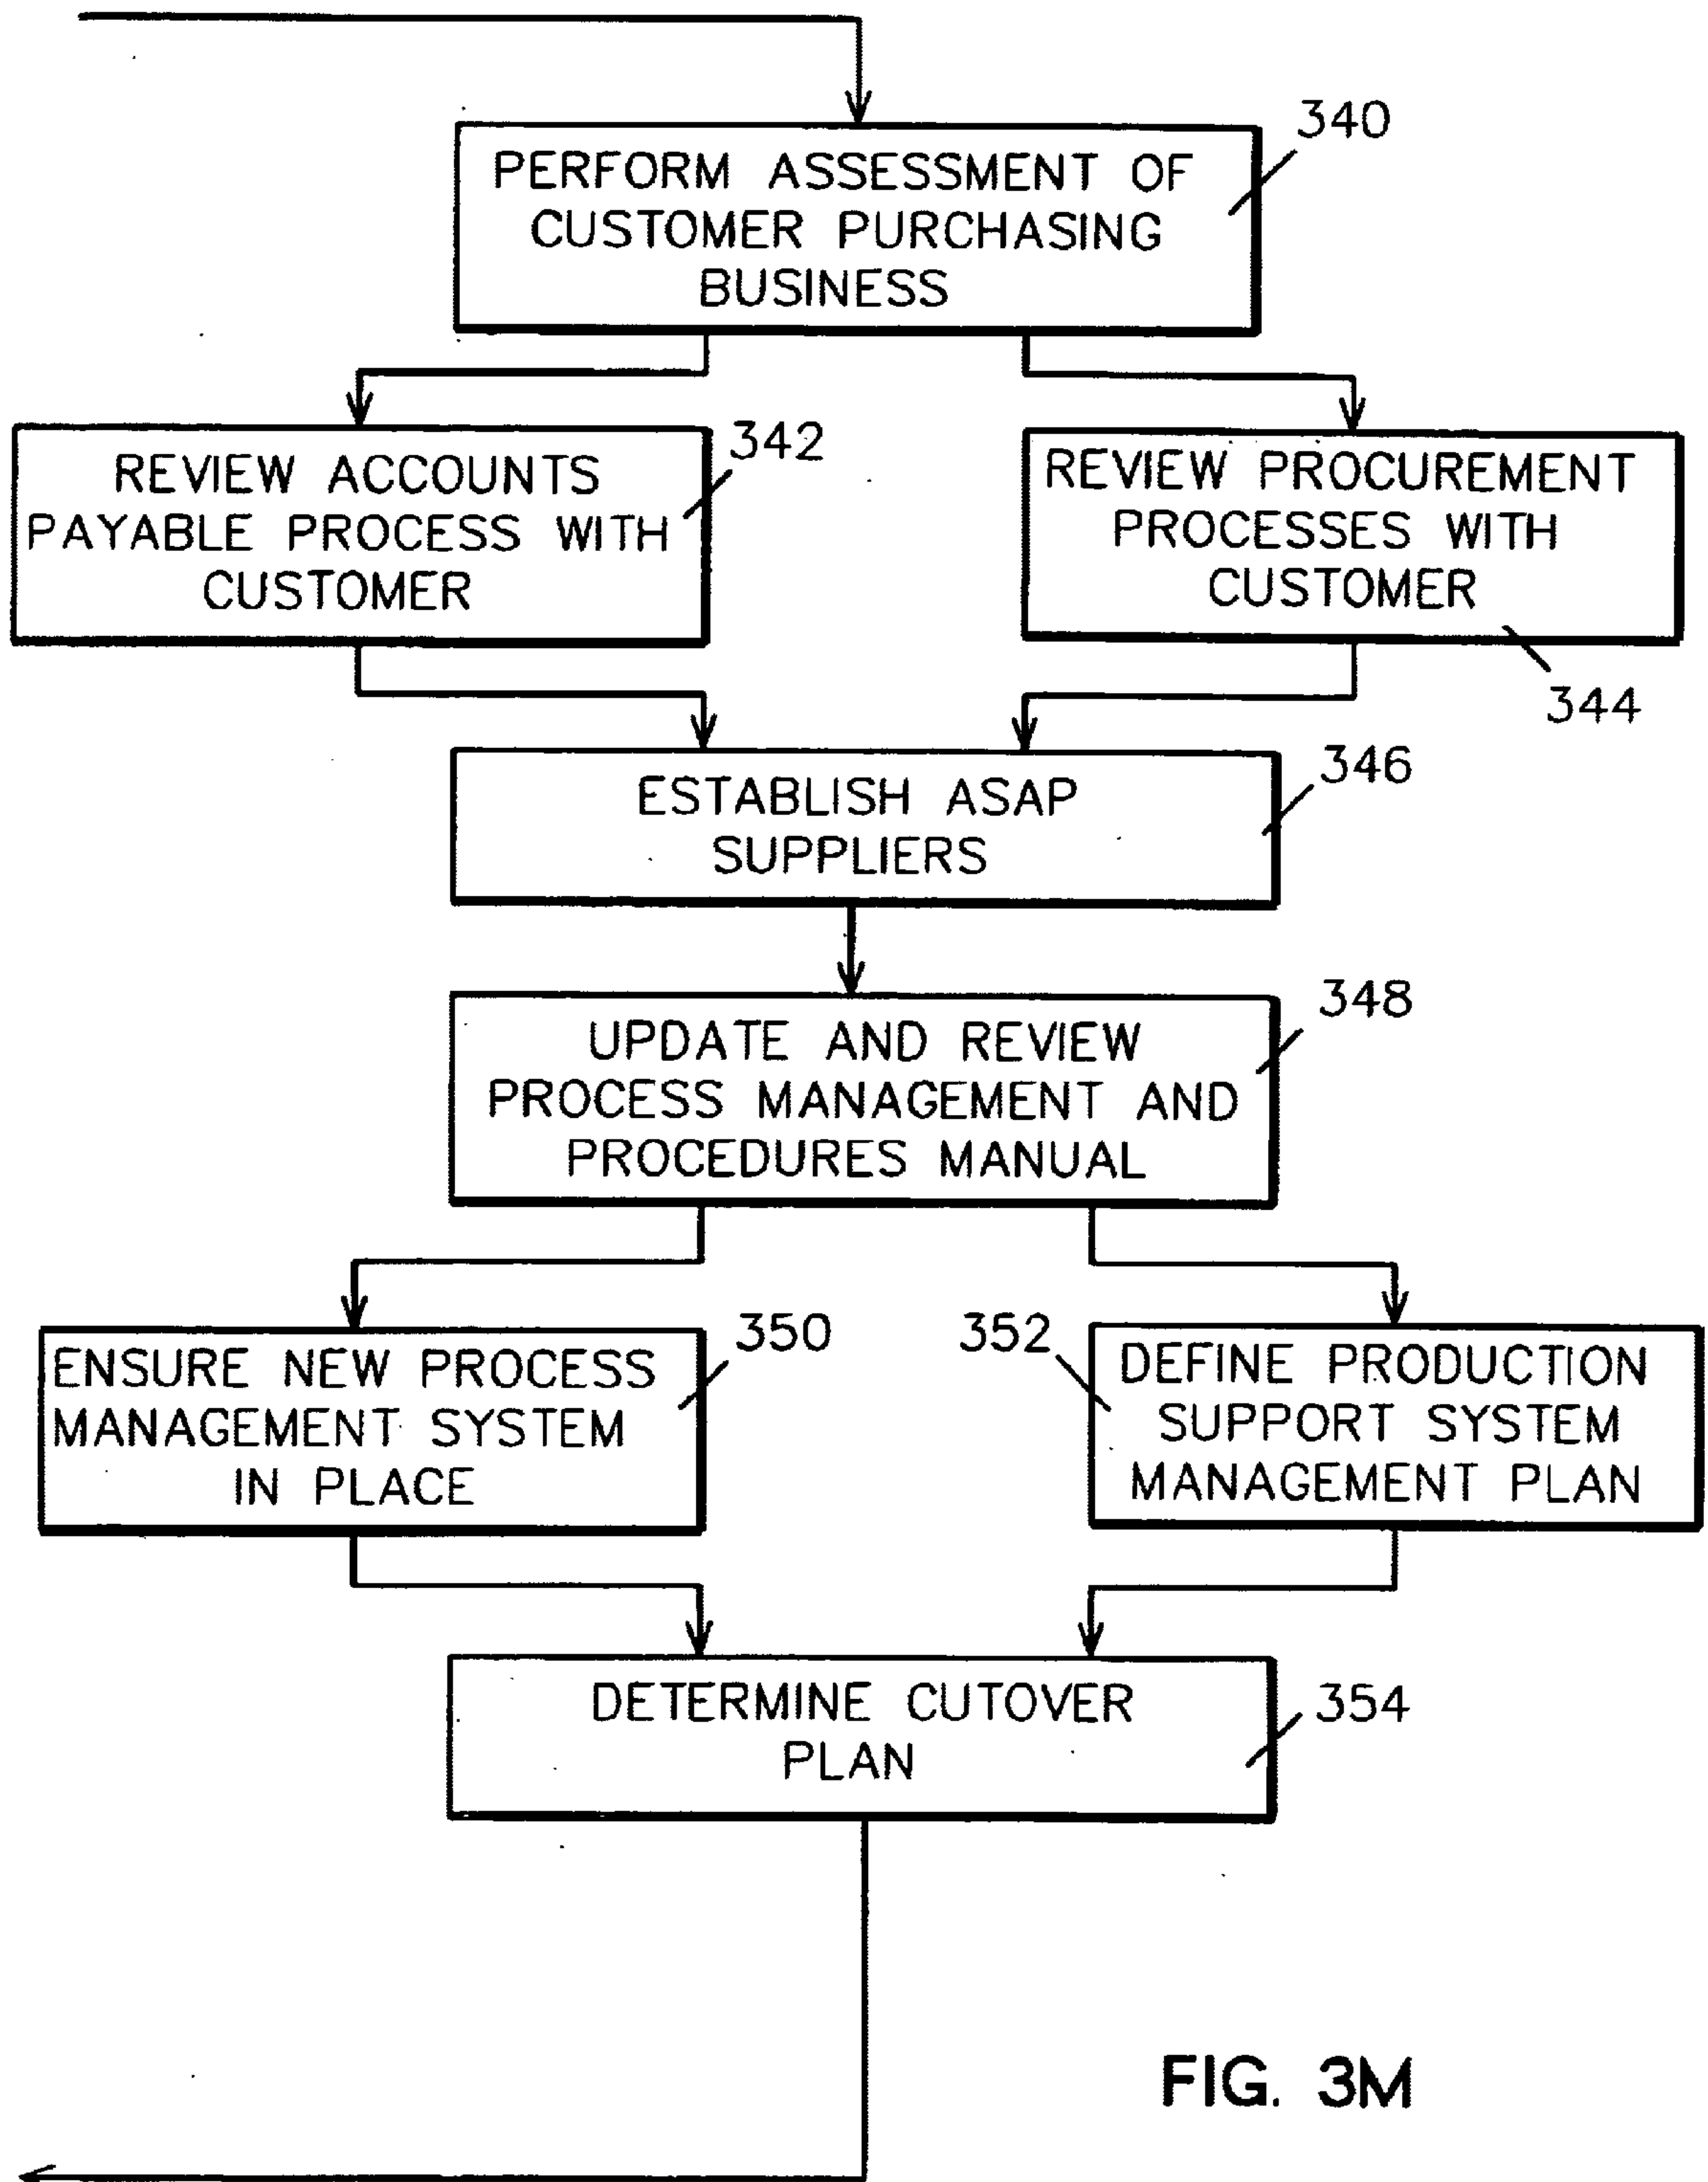 340
PERFORM ASSESSMENT OF
CUSTOMER PURCHASING
BUSINESS
342
REVIEW ACCOUNTS
PAYABLE PROCESS WITH
CUSTOMER
REVIEW PROCUREMENT
PROCESSES WITH
CUSTOMER
344
346
ESTABLISH ASAP
SUPPLIERS
348
UPDATE AND REVIEW
PROCESS MANAGEMENT AND
PROCEDURES MANUAL
350
ENSURE NEW PROCESS
MANAGEMENT SYSTEM
IN PLACE
352
DEFINE PRODUCTION
SUPPORT SYSTEM
MANAGEMENT PLAN
DETERMINE CUTOVER
PLAN
354
FIG. 3M